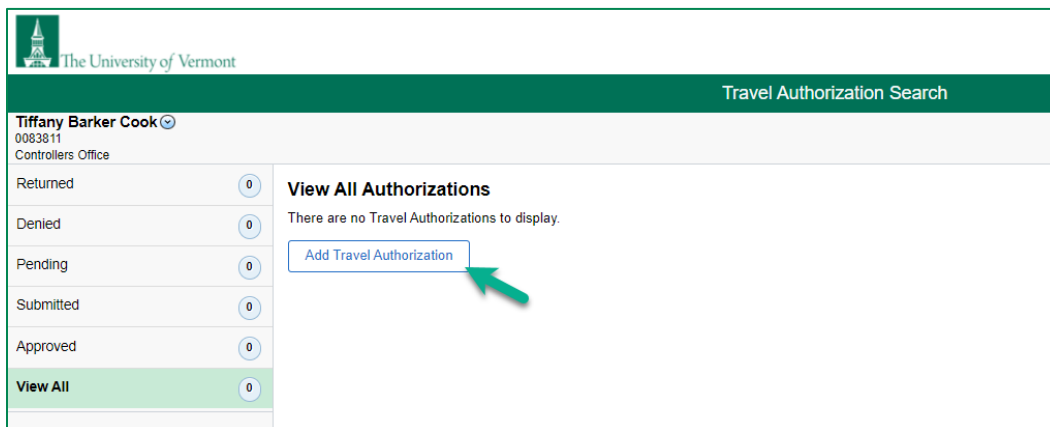 The University of Vermont
Travel Authorization Search
Tiffany Barker Cook
0083811
Controllers Office
Returned 0
Denied 0
Pending 0
Submitted 0
Approved 0
View All 0
View All Authorizations
There are no Travel Authorizations to display.
Add Travel Authorization